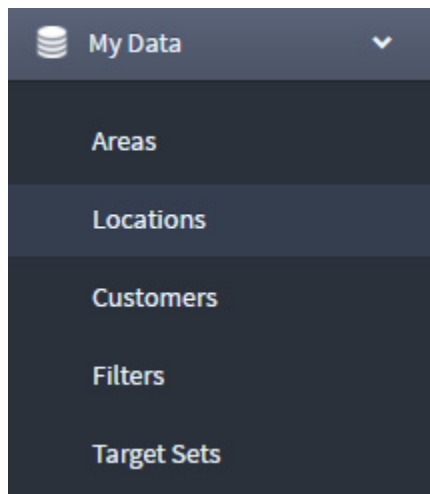 My Data
Areas
Locations
Customers
Filters
Target Sets